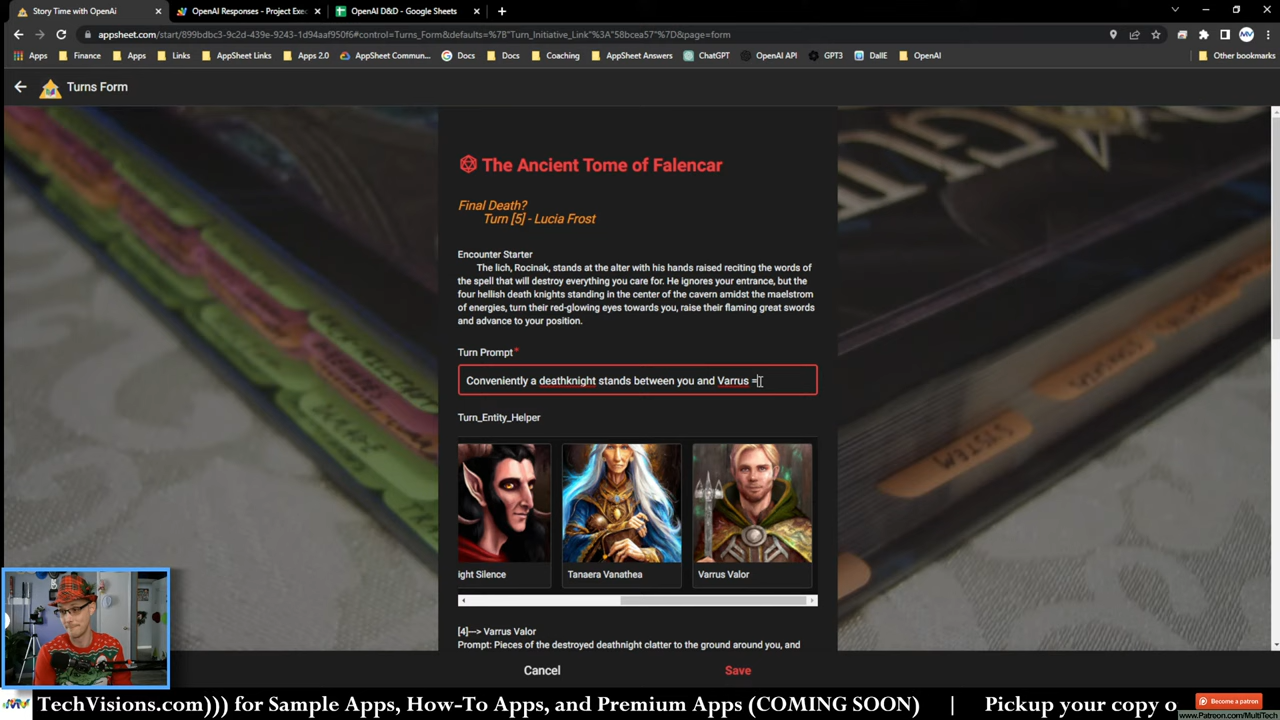 Story Time with OpenAi
OpenAI Responses - Project Exec
OpenAI D&D - Google Sheets
appsheet.com/start/899bdbc3-9c2d-439e-9243-1d94aaf950f6#control=Turns_Form&defaults=%7B"Turn_Initiative_Link"%3A"58bcea57"%7D&page=form
Apps
Finance
Apps
Links
AppSheet Links
Apps 2.0
AppSheet Commun...
Docs
Docs
Coaching
AppSheet Answers
ChatGPT
OpenAI API
GPT3
DallE
OpenAI
Other bookmarks
Turns Form
The Ancient Tome of Falencar
Final Death?
Turn [5] - Lucia Frost
Encounter Starter
The lich, Rocinak, stands at the alter with his hands raised reciting the words of
the spell that will destroy everything you care for. He ignores your entrance, but the
four hellish death knights standing in the center of the cavern amidst the maelstrom
of energies, turn their red-glowing eyes towards you, raise their flaming great swords
and advance to your position.
Turn Prompt*
Conveniently a deathknight stands between you and Varrus =
Turn_Entity_Helper
ight Silence
Tanaera Vanathea
Varrus Valor
[4]---> Varrus Valor
Prompt: Pieces of the destroyed deathnight clatter to the ground around you, and
Cancel
Save
TechVisions.com))) for Sample Apps, How-To Apps, and Premium Apps (COMING SOON) | Pickup your copy o
Become a patron
www.Patreon.com/MultiTech